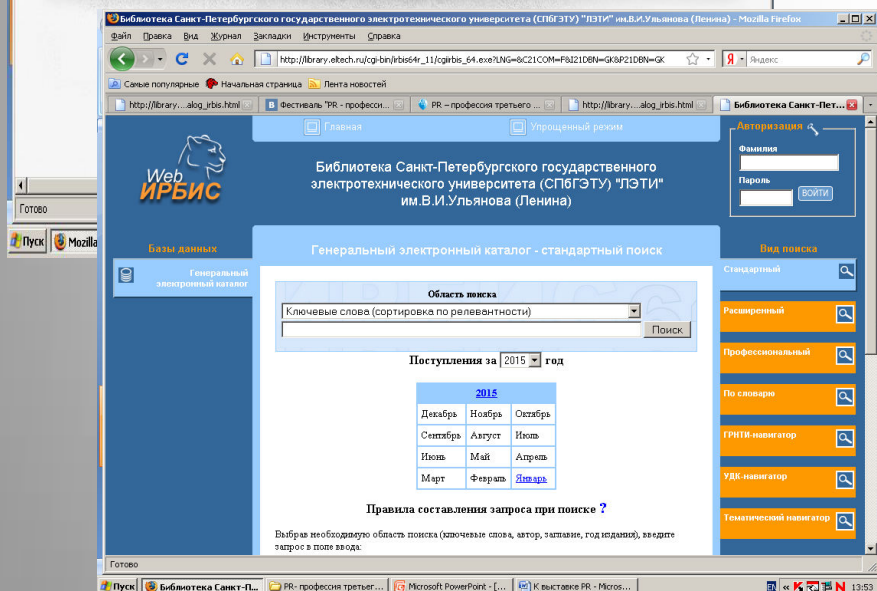 Библиотека Санкт-Петербургского государственного электротехнического университета (СПбГЭТУ) "ЛЭТИ" им.В.И.Ульянова (Ленина) - Mozilla Firefox
Файл Правка Вид Журнал Закладки Инструменты Справка
http://library.eltech.ru/cgi-bin/irbis64r_11/cgiirbis_64.exe?LNG=&C21COM=F&I21DBN=GK&P21DBN=GK
Яндекс
Самые популярные Начальная страница Лента новостей
http://library....alog_irbis.html
Фестиваль "PR - професси...
PR – профессия третьего ...
http://library....alog_irbis.html
Библиотека Санкт-Пет...
Главная
Упрощенный режим
Авторизация
Фамилия
Пароль
ВОЙТИ
Web
ИРБИС
Библиотека Санкт-Петербургского государственного
электротехнического университета (СПбГЭТУ) "ЛЭТИ"
им.В.И.Ульянова (Ленина)
Готово
Пуск Mozilla
Базы данных
Генеральный электронный каталог - стандартный поиск
Вид поиска
Генеральный
электронный каталог
Стандартный
Расширенный
Профессиональный
По словарю
ГРНТИ-навигатор
УДК-навигатор
Тематический навигатор
Область поиска
Ключевые слова (сортировка по релевантности)
Поиск
Поступления за 2015 год
2015
Декабрь Ноябрь Октябрь
Сентябрь Август Июль
Июнь Май Апрель
Март Февраль Январь
Правила составления запроса при поиске ?
Выбрав необходимую область поиска (ключевые слова, автор, заглавие, год издания), введите
запрос в поле ввода:
Готово
Пуск
Библиотека Санкт-П...
PR- профессия третьег...
Microsoft PowerPoint - [...
К выставке PR - Micros...
EN
13:53